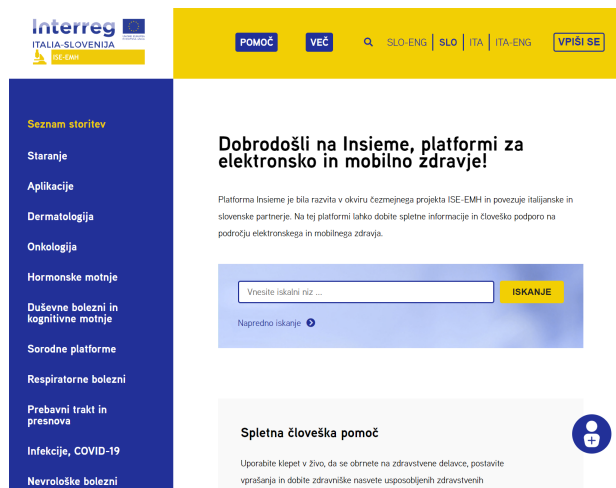 Interreg
ITALIA-SLOVENIJA
ISE-EMH
POMOČ
VEČ
SLO-ENG | SLO | ITA | ITA-ENG
VPIŠI SE
Seznam storitev
Staranje
Aplikacije
Dermatologija
Onkologija
Hormonske motnje
Duševne bolezni in
kognitivne motnje
Sorodne platforme
Respiratorne bolezni
Prebavni trakt in
presnova
Infekcije, COVID-19
Nevrološke bolezni
Dobrodošli na Insieme, platformi za
elektronsko in mobilno zdravje!
Platforma Insieme je bila razvita v okviru čezmejnega projekta ISE-EMH in povezuje italijanske in
slovenske partnerje. Na tej platformi lahko dobite spletne informacije in človeško podporo na
področju elektronskega in mobilnega zdravja.
Vnesite iskalni niz ...
ISKANJE
Napredno iskanje
Spletna človeška pomoč
Uporabite klepet v živo, da se obrnete na zdravstvene delavce, postavite
vprašanja in dobite zdravniške nasvete usposobljenih zdravstvenih